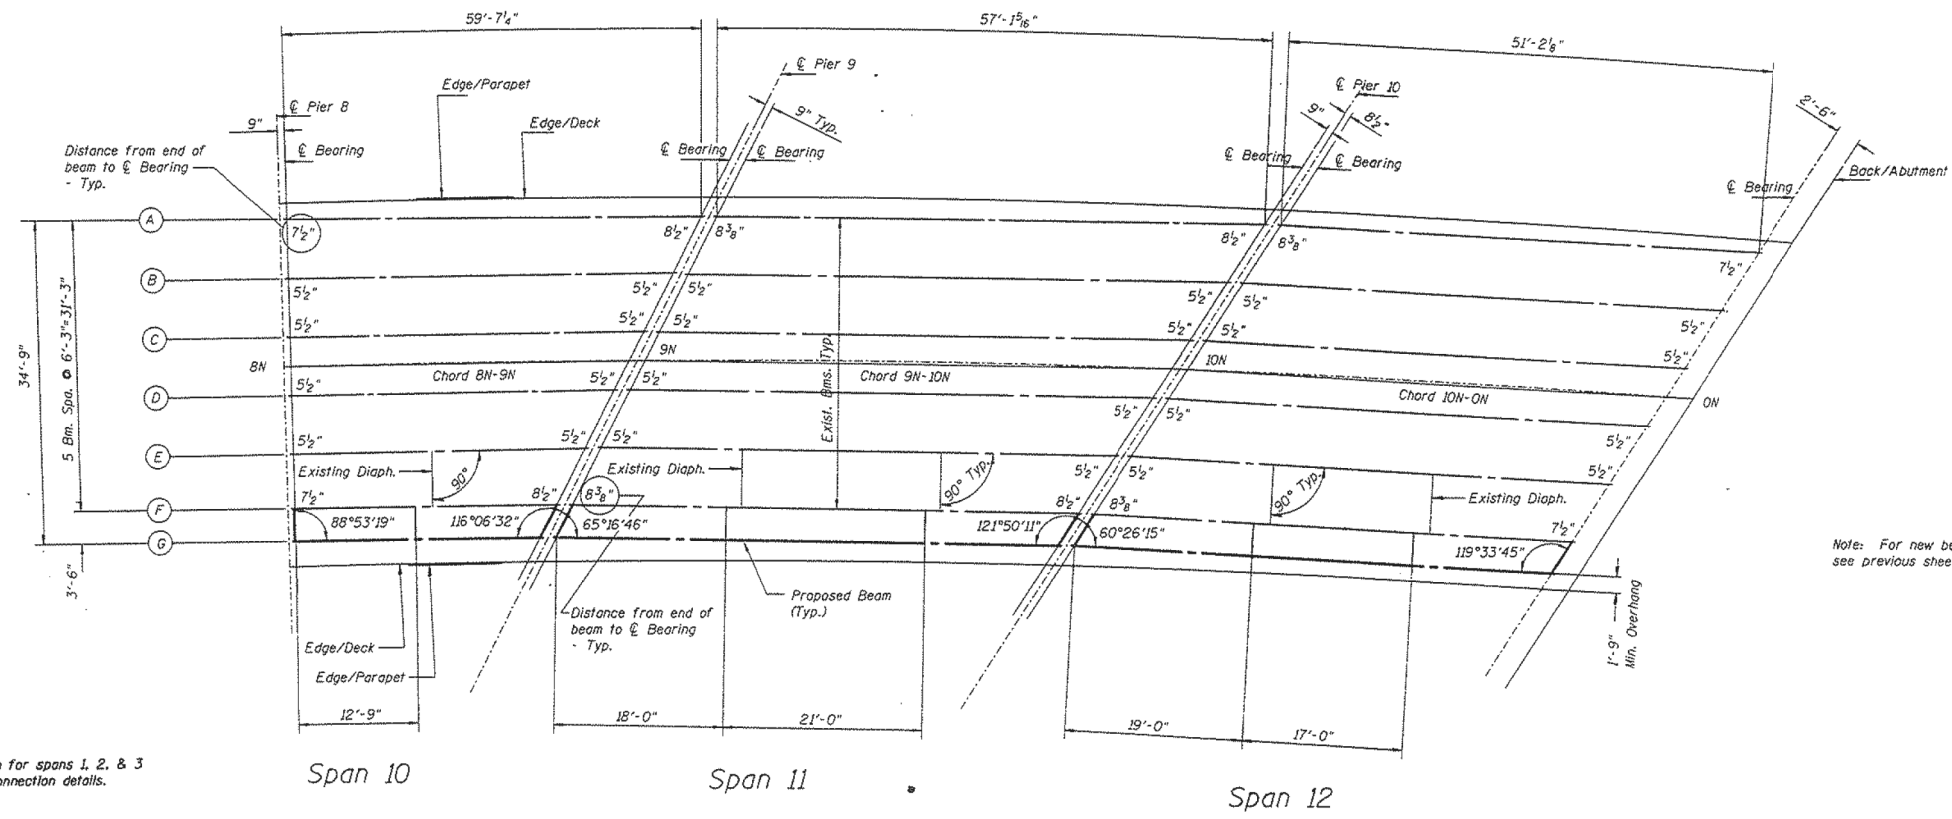 59'-7¼"
57'-1⁵⁄₁₆"
51'-2⅛"
℄ Pier 9
℄ Pier 10
Edge/Parapet
℄ Pier 8
9"
9" Typ.
9"
8½"
2'-6"
Edge/Deck
Distance from end of
beam to ℄ Bearing
- Typ.
℄ Bearing
℄ Bearing
℄ Bearing
℄ Bearing
℄ Bearing
℄ Bearing
Back/Abutment
A
7½"
8½"
8⅜"
8½"
8⅜"
7½"
B
5½"
5½"
5½"
5½"
5½"
5½"
C
5½"
5½"
5½"
5½"
5½"
5½"
8N
Chord 8N-9N
9N
Chord 9N-10N
10N
Chord 10N-0N
0N
D
5½"
5½"
5½"
5½"
5½"
5½"
E
5½"
5½"
5½"
5½"
5½"
5½"
34'-9"
5 Bm. Spa. @ 6'-3"=31'-3"
Exist. Bms. Typ.
Existing Diaph.
90°
Existing Diaph.
90° Typ.
90° Typ.
Existing Diaph.
F
7½"
8½"
8⅜"
8½"
8⅜"
7½"
88°53'19"
116°06'32"
65°16'46"
121°50'11"
60°26'15"
119°33'45"
G
3'-6"
Note: For new be
see previous shee
Proposed Beam
(Typ.)
Distance from end of
beam to ℄ Bearing
- Typ.
1'-9"
Min. Overhang
Edge/Deck
Edge/Parapet
12'-9"
18'-0"
21'-0"
19'-0"
17'-0"
for spans 1, 2, & 3
onnection details.
Span 10
Span 11
Span 12